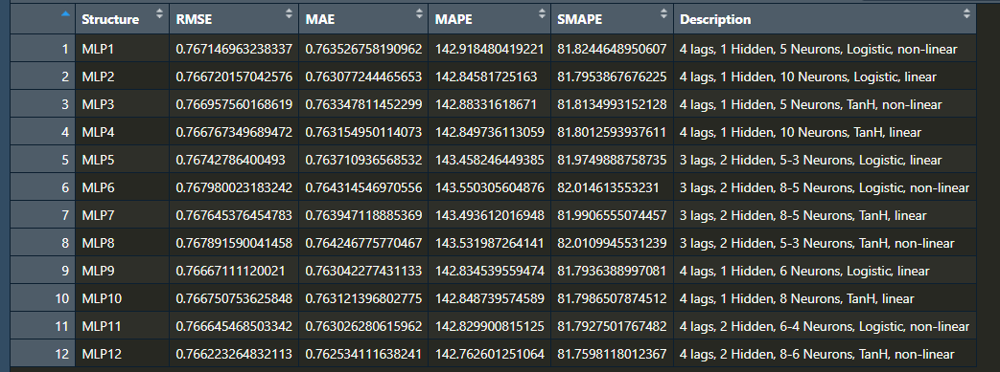 Structure RMSE MAE MAPE SMAPE Description
1 MLP1 0.767146963238337 0.763526758190962 142.918480419221 81.8244648950607 4 lags, 1 Hidden, 5 Neurons, Logistic, non-linear
2 MLP2 0.766720157042576 0.763077244465653 142.84581725163 81.7953867676225 4 lags, 1 Hidden, 10 Neurons, Logistic, linear
3 MLP3 0.766957560168619 0.763347811452299 142.88331618671 81.8134993152128 4 lags, 1 Hidden, 5 Neurons, TanH, non-linear
4 MLP4 0.766767349689472 0.763154950114073 142.849736113059 81.8012593937611 4 lags, 1 Hidden, 10 Neurons, TanH, linear
5 MLP5 0.76742786400493 0.763710936568532 143.458246449385 81.9749888758735 3 lags, 2 Hidden, 5-3 Neurons, Logistic, linear
6 MLP6 0.767980023183242 0.764314546970556 143.550305604876 82.014613553231 3 lags, 2 Hidden, 8-5 Neurons, Logistic, non-linear
7 MLP7 0.767645376454783 0.763947118885369 143.493612016948 81.9906555074457 3 lags, 2 Hidden, 8-5 Neurons, TanH, linear
8 MLP8 0.767891590041458 0.764246775770467 143.531987264141 82.0109945531239 3 lags, 2 Hidden, 5-3 Neurons, TanH, non-linear
9 MLP9 0.76667111120021 0.763042277431133 142.834539559474 81.7936388997081 4 lags, 1 Hidden, 6 Neurons, Logistic, linear
10 MLP10 0.766750753625848 0.763121396802775 142.848739574589 81.7986507874512 4 lags, 1 Hidden, 8 Neurons, TanH, linear
11 MLP11 0.766645468503342 0.763026280615962 142.829900815125 81.7927501767482 4 lags, 2 Hidden, 6-4 Neurons, Logistic, non-linear
12 MLP12 0.766223264832113 0.762534111638241 142.762601251064 81.7598118012367 4 lags, 2 Hidden, 8-6 Neurons, TanH, linear